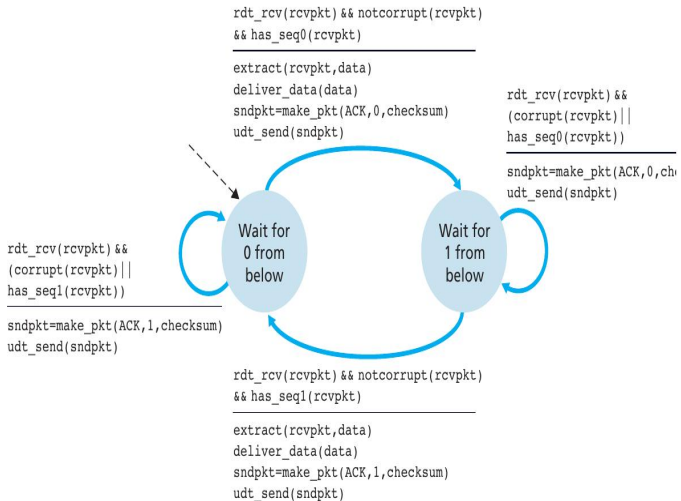 rdt_rcv(rcvpkt) && notcorrupt(rcvpkt)
&& has_seq0(rcvpkt)
extract(rcvpkt,data)
deliver_data(data)
sndpkt=make_pkt(ACK,0,checksum)
udt_send(sndpkt)
rdt_rcv(rcvpkt) &&
(corrupt(rcvpkt)||
has_seq0(rcvpkt))
sndpkt=make_pkt(ACK,0,che
udt_send(sndpkt)
Wait for
0 from
below
Wait for
1 from
below
rdt_rcv(rcvpkt) &&
(corrupt(rcvpkt)||
has_seq1(rcvpkt))
sndpkt=make_pkt(ACK,1,checksum)
udt_send(sndpkt)
rdt_rcv(rcvpkt) && notcorrupt(rcvpkt)
&& has_seq1(rcvpkt)
extract(rcvpkt,data)
deliver_data(data)
sndpkt=make_pkt(ACK,1,checksum)
udt_send(sndpkt)